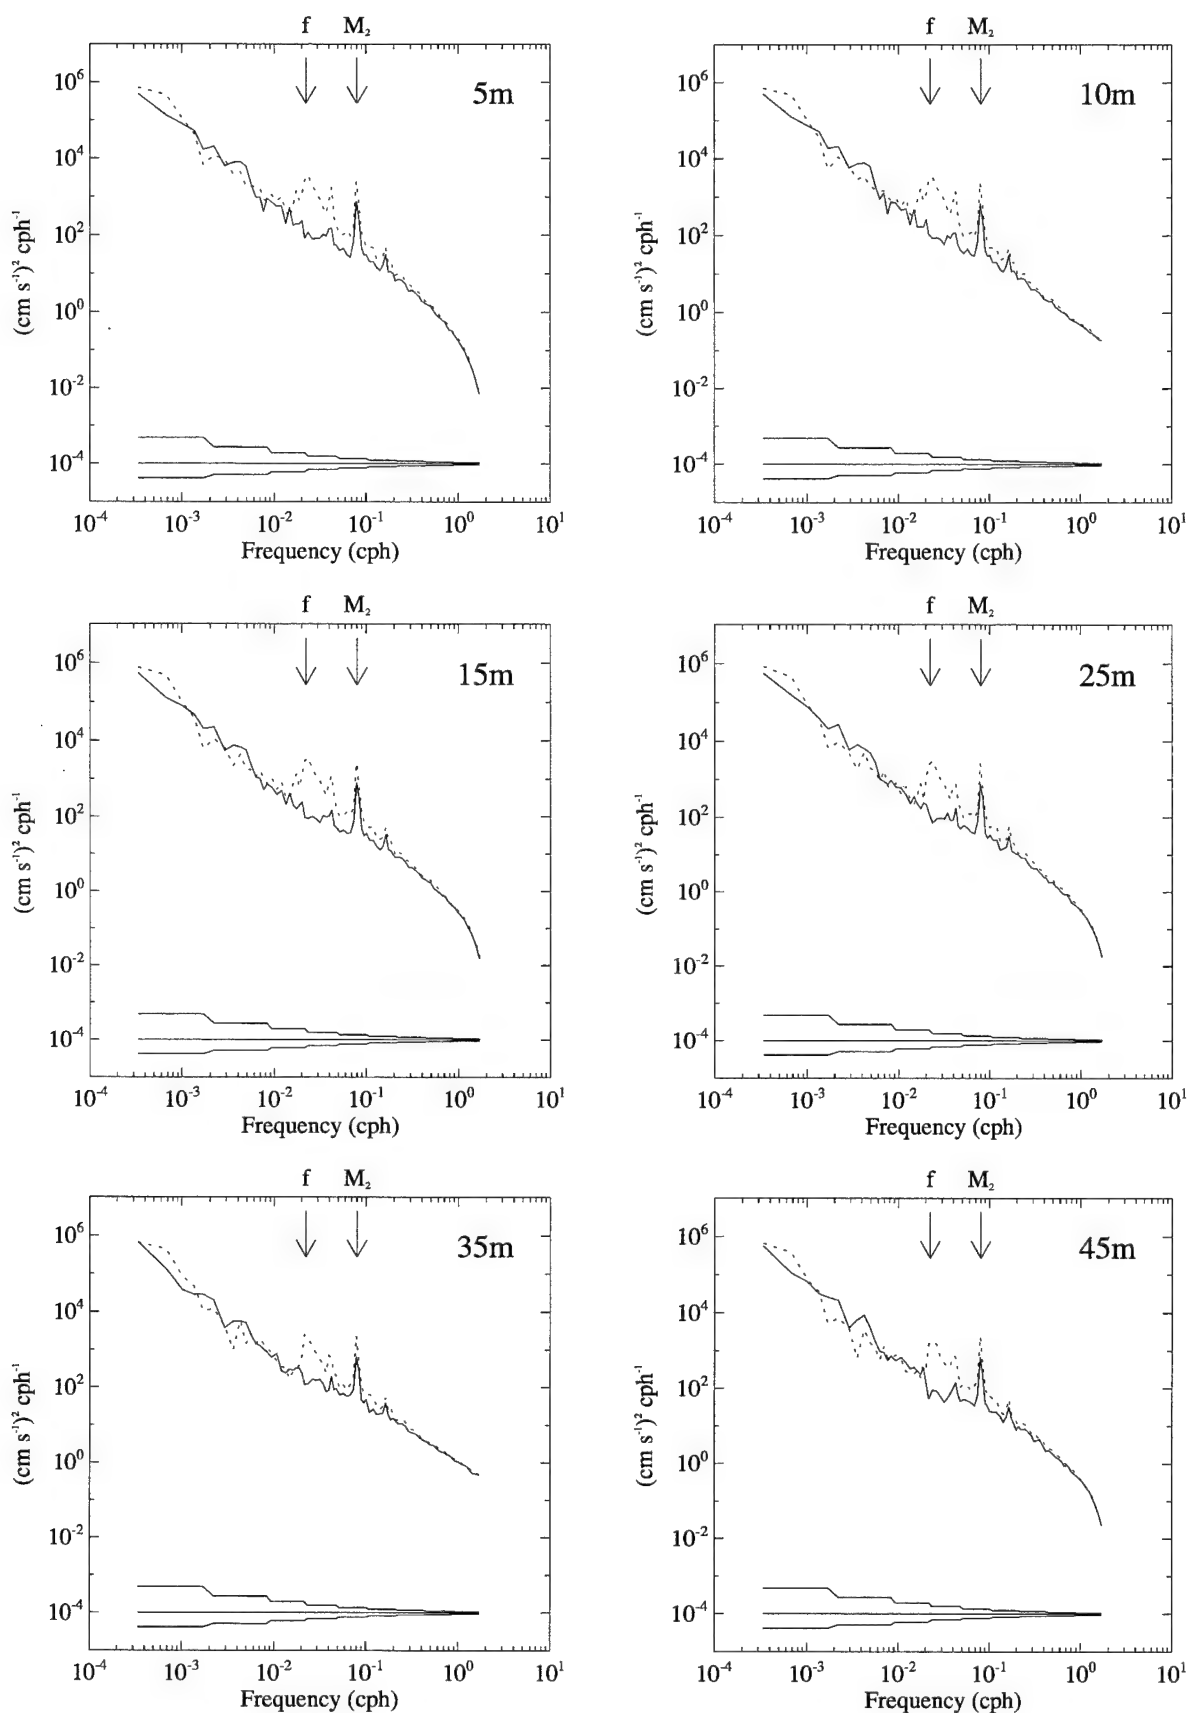 f M₂
5m
10⁶
10⁴
10²
10⁰
10⁻²
10⁻⁴
(cm s⁻¹)² cph⁻¹
10⁻⁴ 10⁻³ 10⁻² 10⁻¹ 10⁰ 10¹
Frequency (cph)
f M₂
10m
10⁶
10⁴
10²
10⁰
10⁻²
10⁻⁴
(cm s⁻¹)² cph⁻¹
10⁻⁴ 10⁻³ 10⁻² 10⁻¹ 10⁰ 10¹
Frequency (cph)
f M₂
15m
10⁶
10⁴
10²
10⁰
10⁻²
10⁻⁴
(cm s⁻¹)² cph⁻¹
10⁻⁴ 10⁻³ 10⁻² 10⁻¹ 10⁰ 10¹
Frequency (cph)
f M₂
25m
10⁶
10⁴
10²
10⁰
10⁻²
10⁻⁴
(cm s⁻¹)² cph⁻¹
10⁻⁴ 10⁻³ 10⁻² 10⁻¹ 10⁰ 10¹
Frequency (cph)
f M₂
35m
10⁶
10⁴
10²
10⁰
10⁻²
10⁻⁴
(cm s⁻¹)² cph⁻¹
10⁻⁴ 10⁻³ 10⁻² 10⁻¹ 10⁰ 10¹
Frequency (cph)
f M₂
45m
10⁶
10⁴
10²
10⁰
10⁻²
10⁻⁴
(cm s⁻¹)² cph⁻¹
10⁻⁴ 10⁻³ 10⁻² 10⁻¹ 10⁰ 10¹
Frequency (cph)